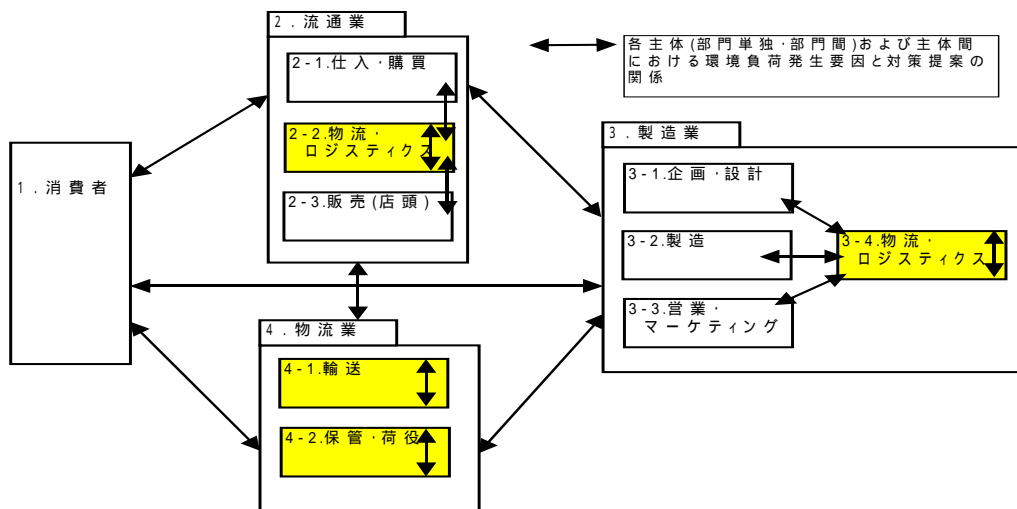 2．流通業
2-1.仕入・購買
2-2.物流・
ロジスティクス
2-3.販売(店頭)
各主体(部門単独・部門間)および主体間
における環境負荷発生要因と対策提案の
関係
1．消費者
3．製造業
3-1.企画・設計
3-2.製造
3-3.営業・
マーケティング
3-4.物流・
ロジスティクス
4．物流業
4-1.輸送
4-2.保管・荷役